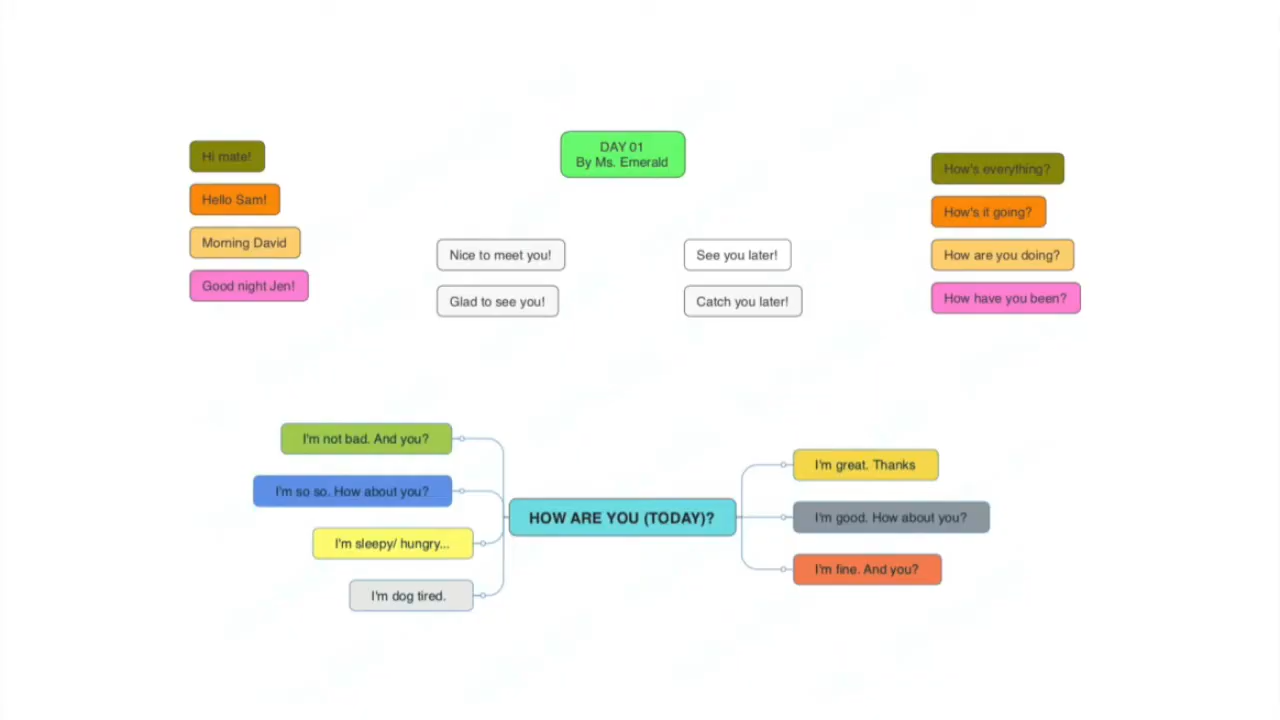 DAY 01
By Ms. Emerald
Hi mate!
Hello Sam!
Morning David
Good night Jen!
Nice to meet you!
Glad to see you!
See you later!
Catch you later!
How's everything?
How's it going?
How are you doing?
How have you been?
HOW ARE YOU (TODAY)?
I'm not bad. And you?
I'm so so. How about you?
I'm sleepy/ hungry...
I'm dog tired.
I'm great. Thanks
I'm good. How about you?
I'm fine. And you?